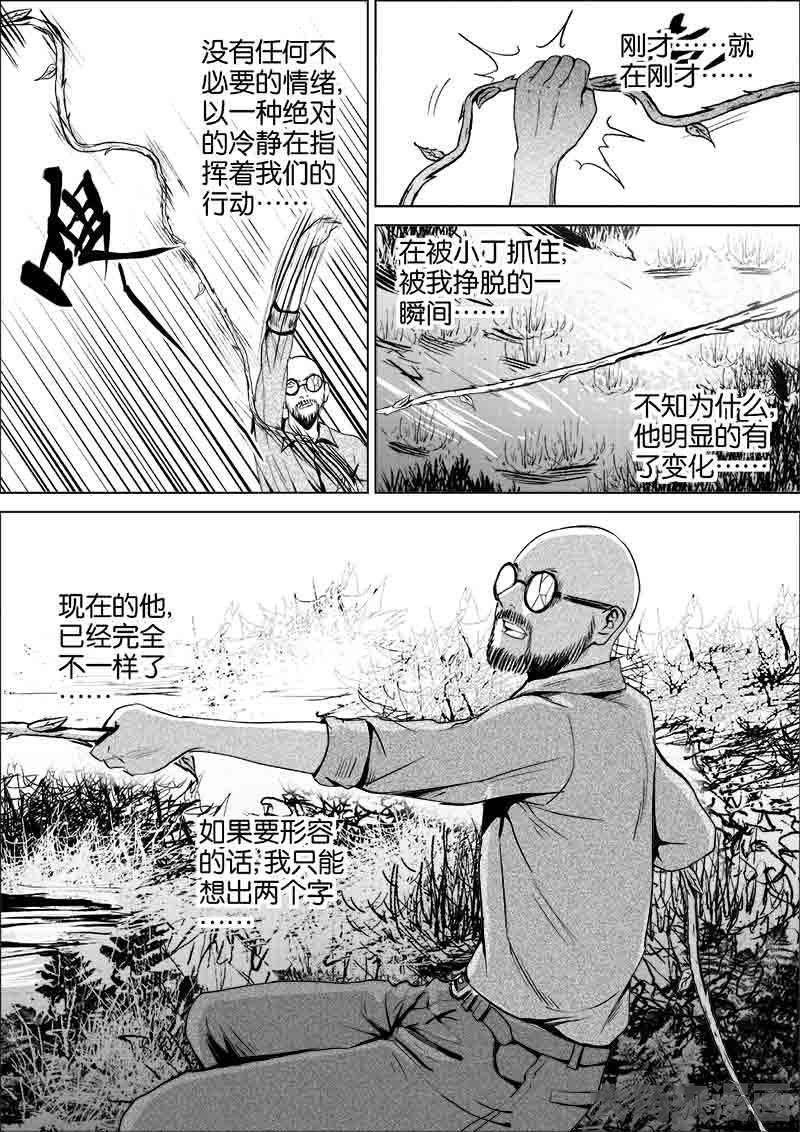 没有任何不
必要的情绪,
以一种绝对
的冷静在指
挥着我们的
行动……
刚才……就
在刚才……
在被小丁抓住,
被我挣脱的一
瞬间……
不知为什么,
他明显的有
了变化……
现在的他,
已经完全
不一样了
……
如果要形容
的话,我只能
想出两个字
……